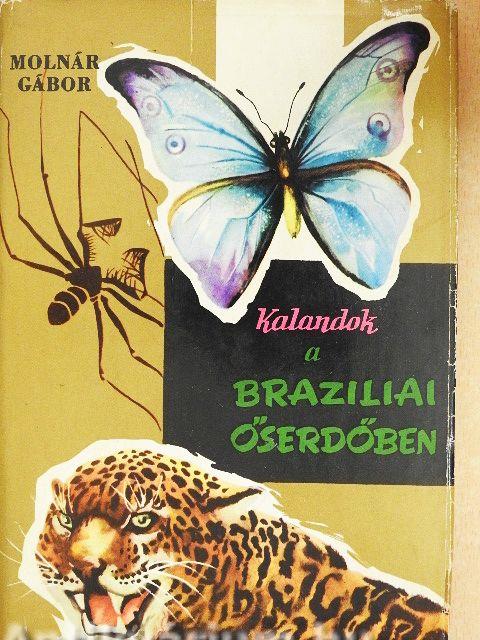 MOLNÁR
GÁBOR
Kalandok
a
BRAZILIAI
ŐSERDŐBEN